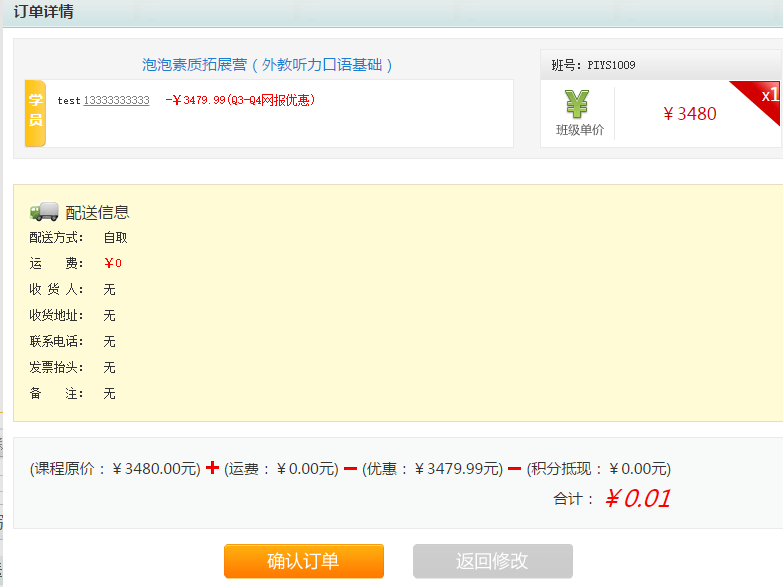 订单详情
泡泡素质拓展营（外教听力口语基础）
学员
test 13333333333 -￥3479.99(Q3-Q4网报优惠)
班号：PIYS1009
班级单价
￥3480
x1
配送信息
配送方式： 自取
运 费： ￥0
收 货 人： 无
收货地址： 无
联系电话： 无
发票抬头： 无
备 注： 无
(课程原价：￥3480.00元) + (运费：￥0.00元) - (优惠：￥3479.99元) - (积分抵现：￥0.00元)
合计：￥0.01
确认订单 返回修改